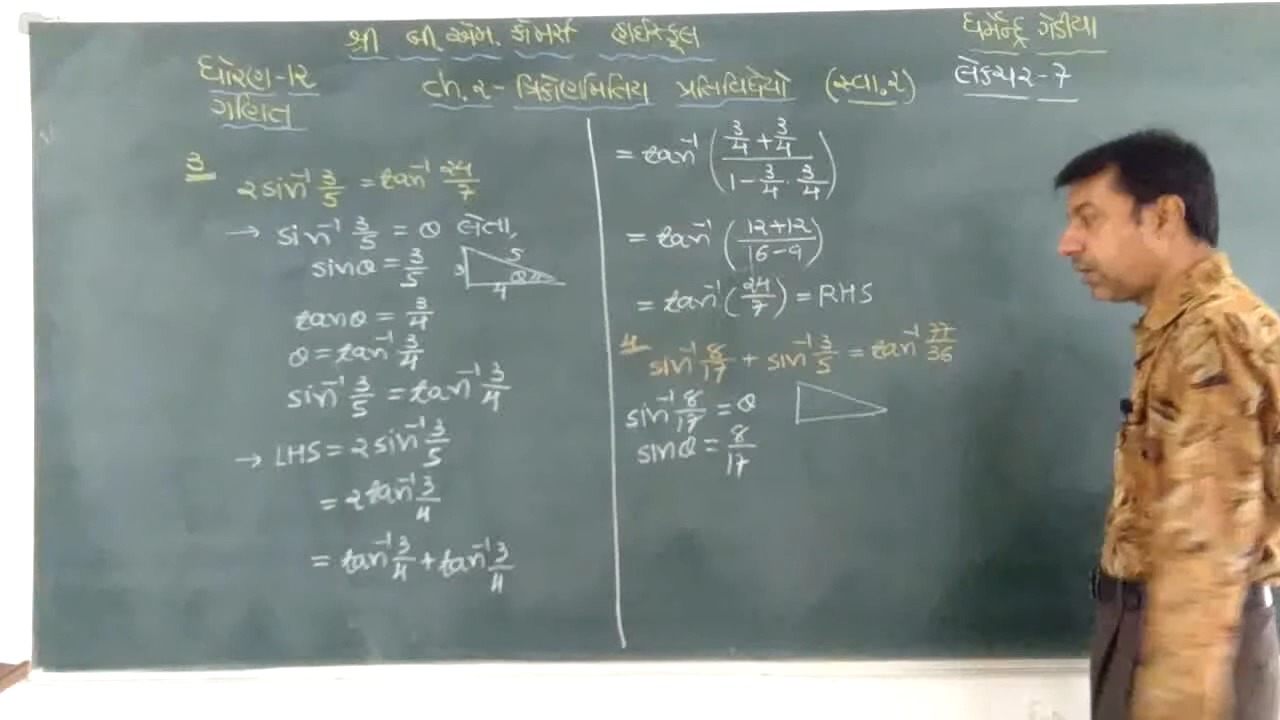 શ્રી બી.એમ. કોમર્સ હાઈસ્કૂલ
ધર્મેન્દ્ર ગેડીયા
ધોરણ-૧૨
ગણિત
Ch.૨- ત્રિકોણમિતિય પ્રતિવિધેયો (સ્વા.૨)
લેક્ચર-7
3
2sin⁻¹ 3/5 = tan⁻¹ 24/7
→ sin⁻¹ 3/5 = θ લેતા,
sinθ = 3/5
3 5 θ 4
tanθ = 3/4
θ = tan⁻¹ 3/4
sin⁻¹ 3/5 = tan⁻¹ 3/4
→ LHS = 2sin⁻¹ 3/5
= 2tan⁻¹ 3/4
= tan⁻¹ 3/4 + tan⁻¹ 3/4
= tan⁻¹ ((3/4 + 3/4)/(1 - 3/4 · 3/4))
= tan⁻¹ ((12+12)/(16-9))
= tan⁻¹ (24/7) = RHS
4
sin⁻¹ 8/17 + sin⁻¹ 3/5 = tan⁻¹ 77/36
sin⁻¹ 8/17 = θ
sinθ = 8/17